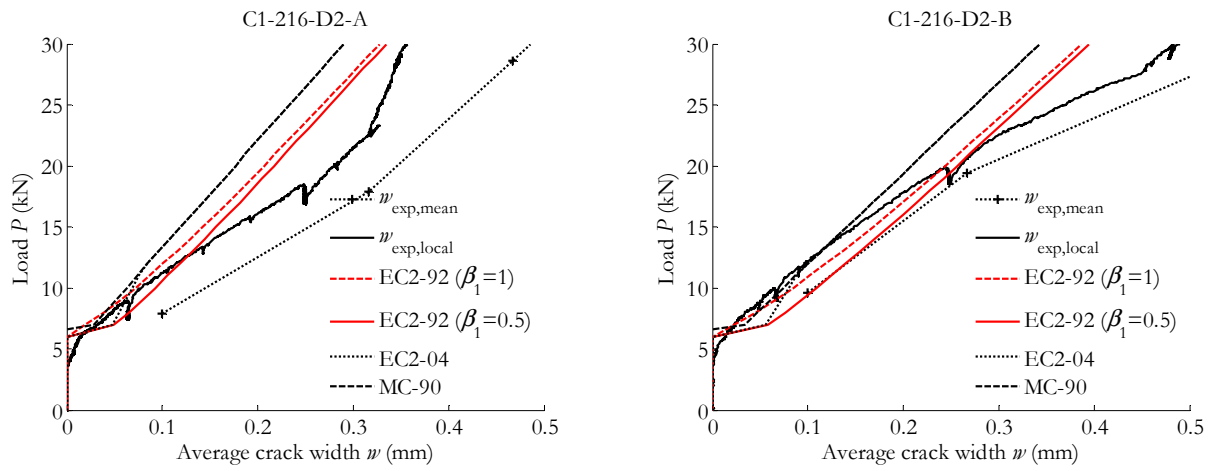 C1-216-D2-A
30
25
20
15
10
5
0
Load P (kN)
0 0.1 0.2 0.3 0.4 0.5
Average crack width w (mm)
w exp,mean
w exp,local
EC2-92 (β1=1)
EC2-92 (β1=0.5)
EC2-04
MC-90
C1-216-D2-B
30
25
20
15
10
5
0
Load P (kN)
0 0.1 0.2 0.3 0.4 0.5
Average crack width w (mm)
w exp,mean
w exp,local
EC2-92 (β1=1)
EC2-92 (β1=0.5)
EC2-04
MC-90